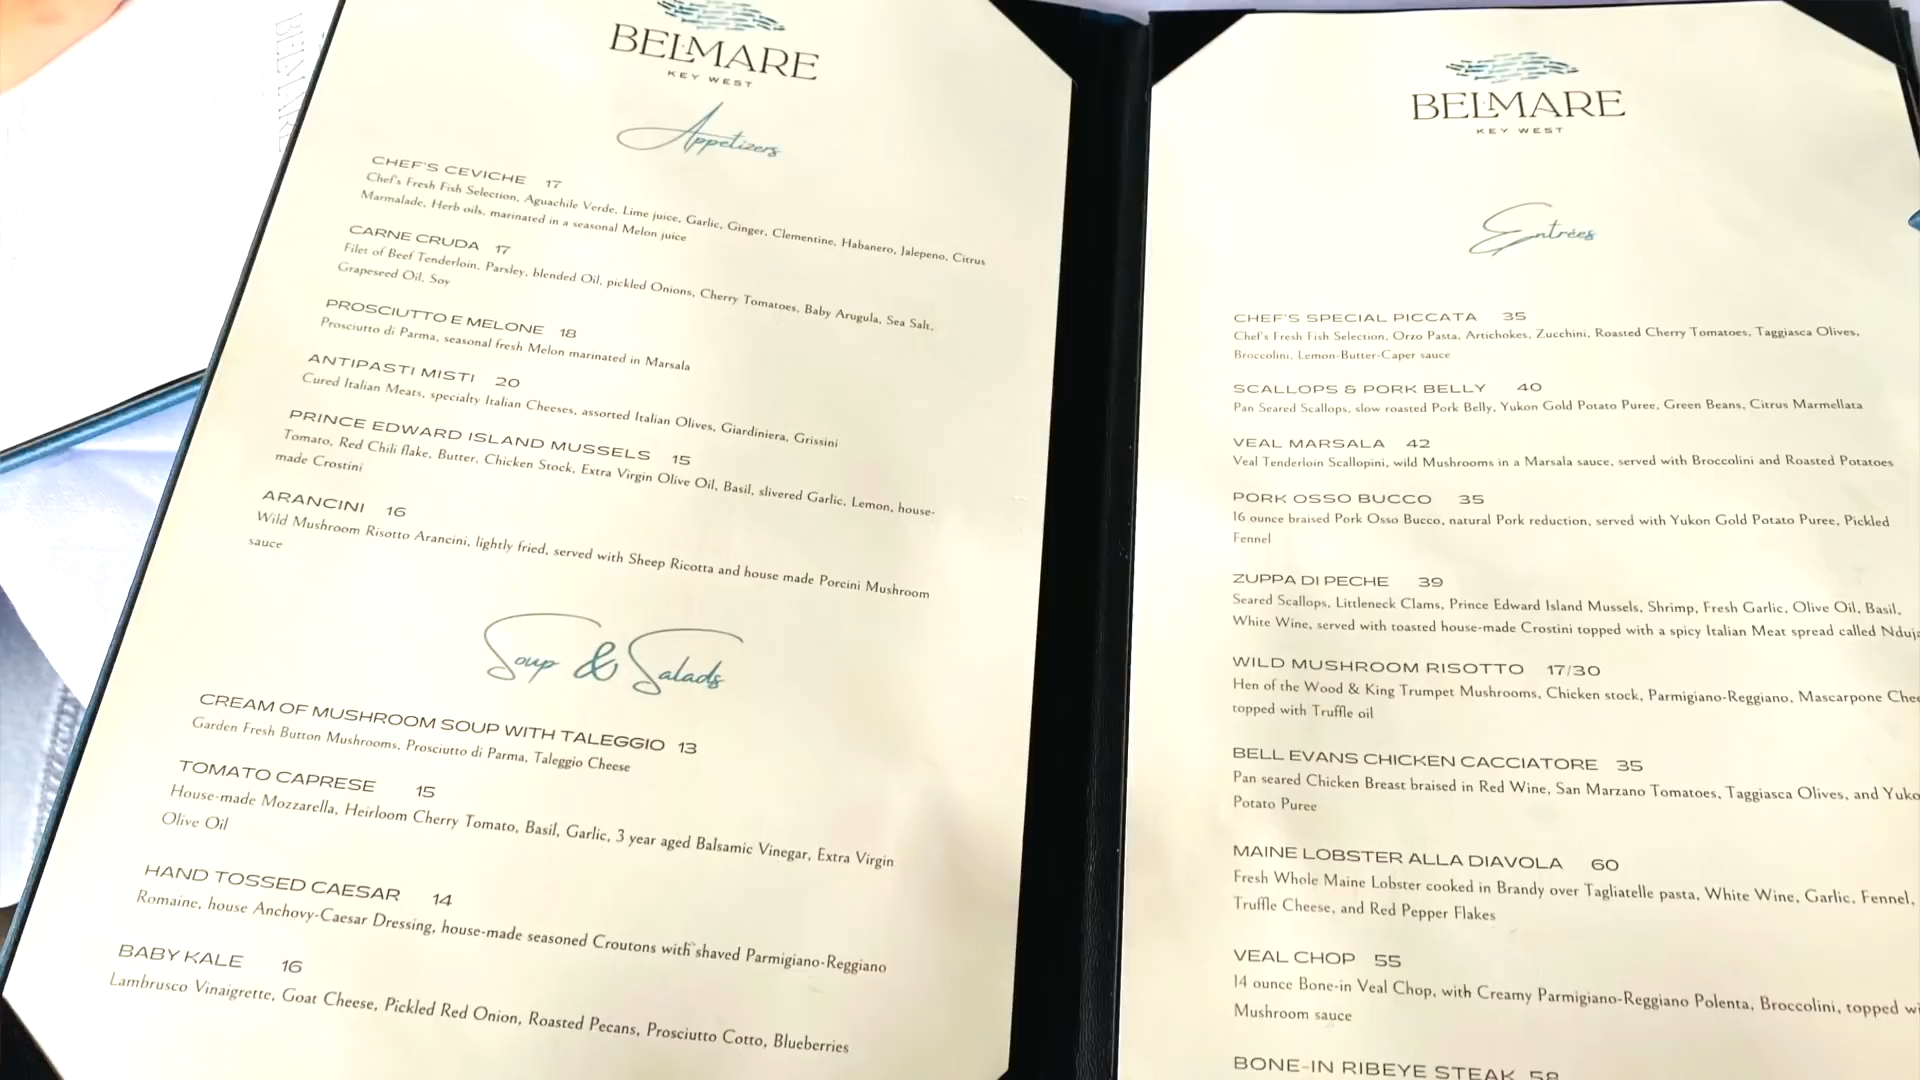 BELMARE
BELMARE
KEY WEST
Appetizers
CHEF'S CEVICHE 17
Chef's Fresh Fish Selection, Aguachile Verde, Lime juice, Garlic, Ginger, Clementine, Habanero, Jalepeno, Citrus
Marmalade, Herb oils, marinated in a seasonal Melon juice
CARNE CRUDA 17
Filet of Beef Tenderloin, Parsley, blended Oil, pickled Onions, Cherry Tomatoes, Baby Arugula, Sea Salt,
Grapeseed Oil, Soy
PROSCIUTTO E MELONE 18
Prosciutto di Parma, seasonal fresh Melon marinated in Marsala
ANTIPASTI MISTI 20
Cured Italian Meats, specialty Italian Cheeses, assorted Italian Olives, Giardiniera, Grissini
PRINCE EDWARD ISLAND MUSSELS 15
Tomato, Red Chili flake, Butter, Chicken Stock, Extra Virgin Olive Oil, Basil, slivered Garlic, Lemon, house-
made Crostini
ARANCINI 16
Wild Mushroom Risotto Arancini, lightly fried, served with Sheep Ricotta and house made Porcini Mushroom
sauce
Soup & Salads
CREAM OF MUSHROOM SOUP WITH TALEGGIO 13
Garden Fresh Button Mushrooms, Prosciutto di Parma, Taleggio Cheese
TOMATO CAPRESE 15
House-made Mozzarella, Heirloom Cherry Tomato, Basil, Garlic, 3 year aged Balsamic Vinegar, Extra Virgin
Olive Oil
HAND TOSSED CAESAR 14
Romaine, house Anchovy-Caesar Dressing, house-made seasoned Croutons with shaved Parmigiano-Reggiano
BABY KALE 16
Lambrusco Vinaigrette, Goat Cheese, Pickled Red Onion, Roasted Pecans, Prosciutto Cotto, Blueberries
BELMARE
KEY WEST
Entrées
CHEF'S SPECIAL PICCATA 35
Chef's Fresh Fish Selection, Orzo Pasta, Artichokes, Zucchini, Roasted Cherry Tomatoes, Taggiasca Olives,
Broccolini, Lemon-Butter-Caper sauce
SCALLOPS & PORK BELLY 40
Pan Seared Scallops, slow roasted Pork Belly, Yukon Gold Potato Puree, Green Beans, Citrus Marmellata
VEAL MARSALA 42
Veal Tenderloin Scallopini, wild Mushrooms in a Marsala sauce, served with Broccolini and Roasted Potatoes
PORK OSSO BUCCO 35
16 ounce braised Pork Osso Bucco, natural Pork reduction, served with Yukon Gold Potato Puree, Pickled
Fennel
ZUPPA DI PECHE 39
Seared Scallops, Littleneck Clams, Prince Edward Island Mussels, Shrimp, Fresh Garlic, Olive Oil, Basil,
White Wine, served with toasted house-made Crostini topped with a spicy Italian Meat spread called Nduja
WILD MUSHROOM RISOTTO 17/30
Hen of the Wood & King Trumpet Mushrooms, Chicken stock, Parmigiano-Reggiano, Mascarpone Chee
topped with Truffle oil
BELL EVANS CHICKEN CACCIATORE 35
Pan seared Chicken Breast braised in Red Wine, San Marzano Tomatoes, Taggiasca Olives, and Yuko
Potato Puree
MAINE LOBSTER ALLA DIAVOLA 60
Fresh Whole Maine Lobster cooked in Brandy over Tagliatelle pasta, White Wine, Garlic, Fennel,
Truffle Cheese, and Red Pepper Flakes
VEAL CHOP 55
14 ounce Bone-in Veal Chop, with Creamy Parmigiano-Reggiano Polenta, Broccolini, topped wi
Mushroom sauce
BONE-IN RIBEYE STEAK 58